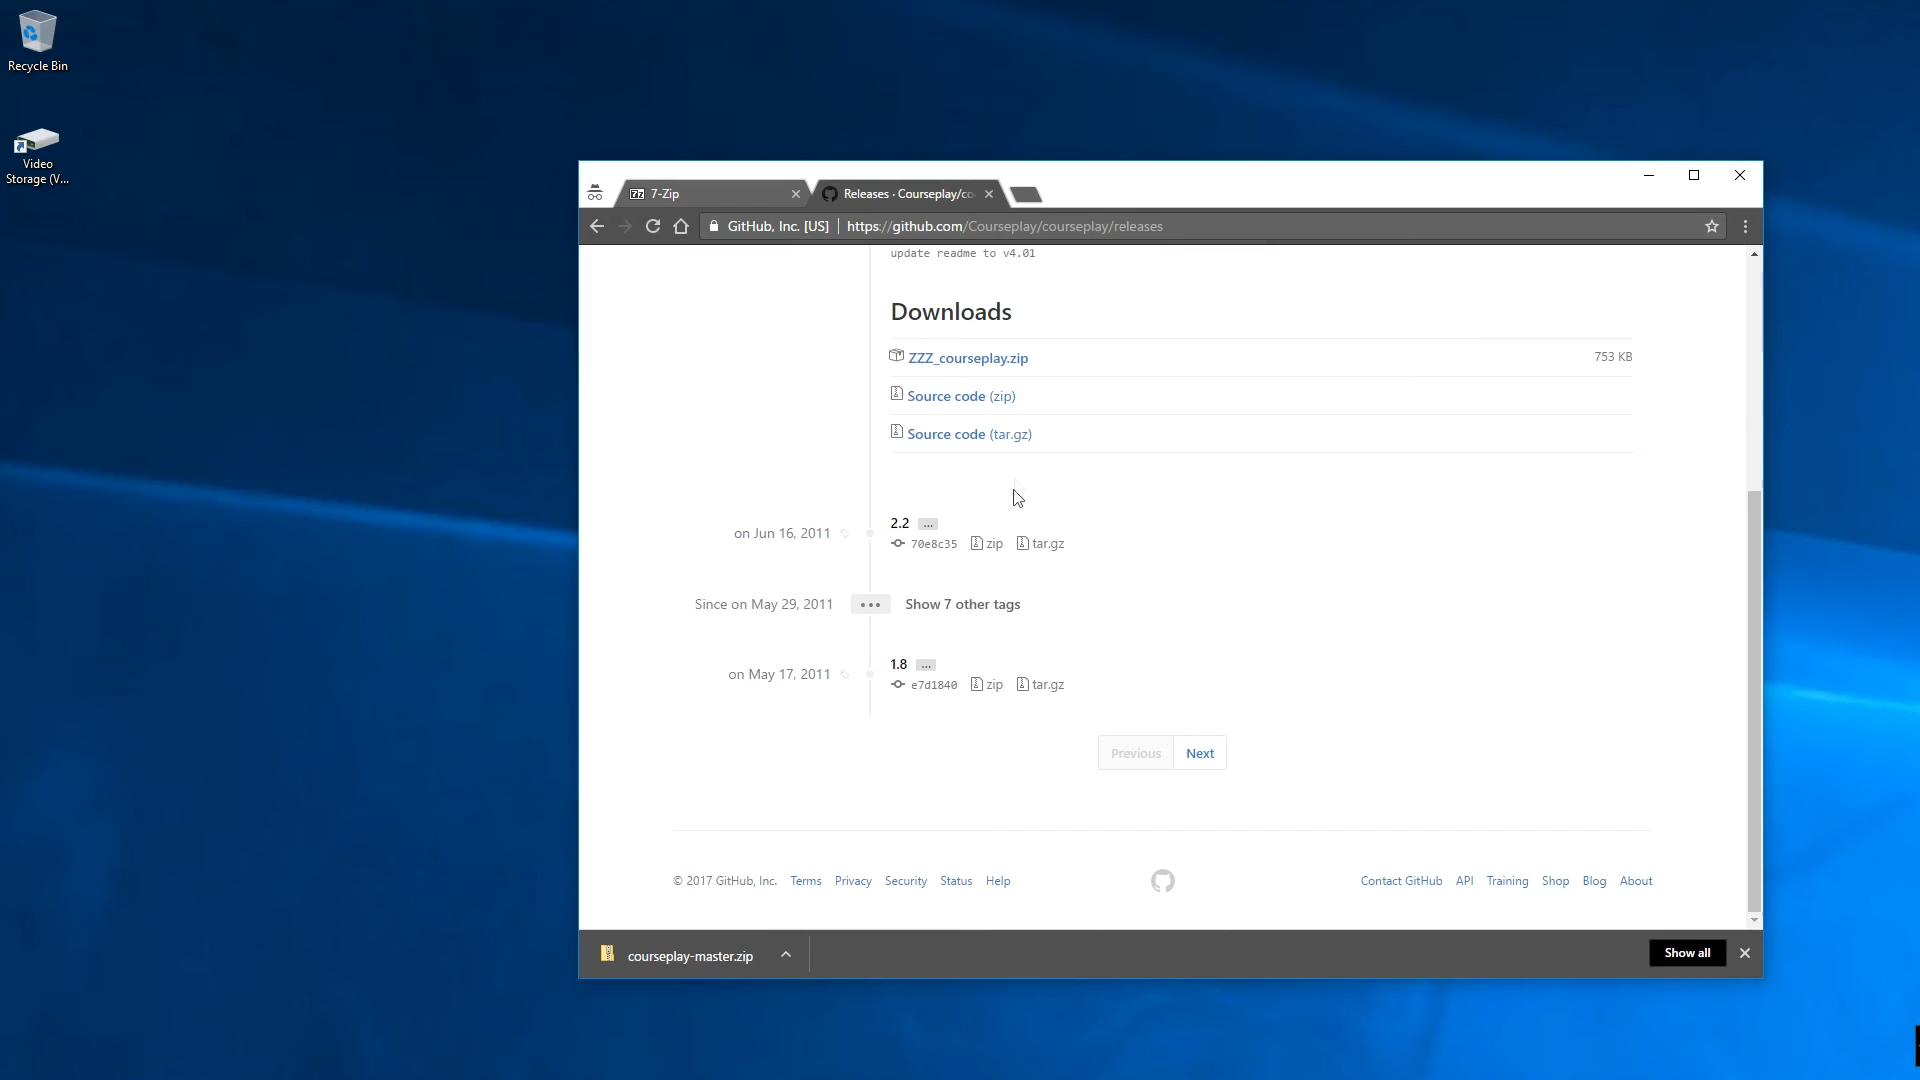 Recycle Bin
Video
Storage (V...
7-Zip
Releases · Courseplay/co
GitHub, Inc. [US]
https://github.com/Courseplay/courseplay/releases
update readme to v4.01
Downloads
ZZZ_courseplay.zip
753 KB
Source code (zip)
Source code (tar.gz)
on Jun 16, 2011
2.2 ...
70e8c35 zip tar.gz
Since on May 29, 2011 ••• Show 7 other tags
on May 17, 2011
1.8 ...
e7d1840 zip tar.gz
Previous Next
© 2017 GitHub, Inc. Terms Privacy Security Status Help
Contact GitHub API Training Shop Blog About
courseplay-master.zip
Show all